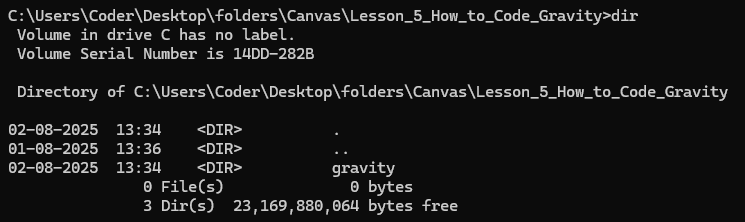 C:\Users\Coder\Desktop\folders\Canvas\Lesson_5_How_to_Code_Gravity>dir
 Volume in drive C has no label.
 Volume Serial Number is 14DD-282B

 Directory of C:\Users\Coder\Desktop\folders\Canvas\Lesson_5_How_to_Code_Gravity

02-08-2025  13:34    <DIR>          .
01-08-2025  13:36    <DIR>          ..
02-08-2025  13:34    <DIR>          gravity
               0 File(s)              0 bytes
               3 Dir(s)  23,169,880,064 bytes free